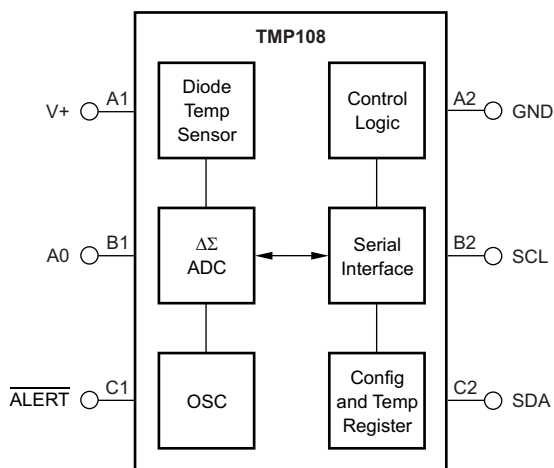 TMP108
Diode
Temp
Sensor
Control
Logic
V+
A1
A2
GND
ΔΣ
ADC
Serial
Interface
A0
B1
B2
SCL
OSC
Config
and Temp
Register
ALERT
C1
C2
SDA